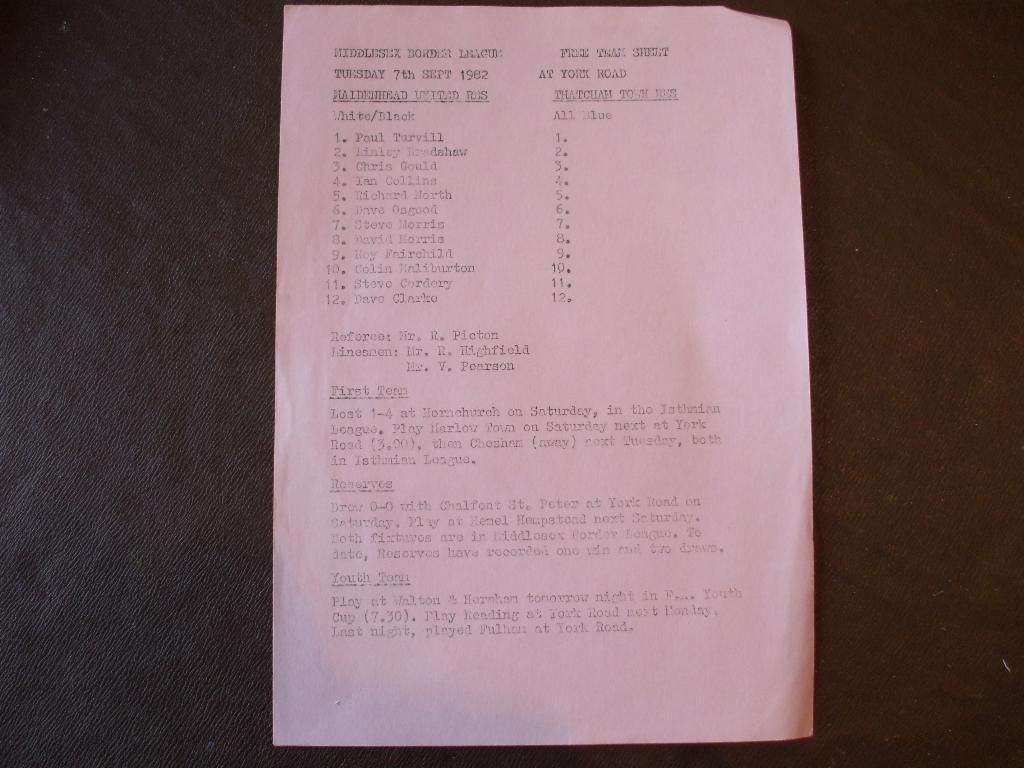 MIDDLESEX BORDER LEAGUE FREE TEAM SHEET
TUESDAY 7th SEPT 1982 AT YORK ROAD
MAIDENHEAD UNITED RES THATCHAM TOWN RES
White/Black All Blue
1. Paul Turvill 1.
2. Bradshaw 2.
3. Chris Gould 3.
4. Ian Collins 4.
5. Richard North 5.
6. Dave Osgood 6.
7. Steve Morris 7.
8. David Morris 8.
9. Roy Fairchild 9.
10. Colin Haliburton 10.
11. Steve Cordery 11.
12. Dave Clarke 12.
Referee: Mr. R. Picton
Linesmen: Mr. R. Highfield
Mr. V. Pearson
First Team
Lost 1-4 at Hornchurch on Saturday, in the Isthmian
League. Play Harlow Town on Saturday next at York
Road (3.00), then Chesham (away) next Tuesday, both
in Isthmian League.
Reserves
Drew 0-0 with Chalfont St. Peter at York Road on
Saturday. Play at Hemel Hempstead next Saturday.
Both fixtures are in Middlesex Border League. To
date, Reserves have recorded one win and two draws.
Youth Team
Play at Walton & Hersham tomorrow night in F.A. Youth
Cup (7.30). Play Reading at York Road next Monday.
Last night, played Fulham at York Road.